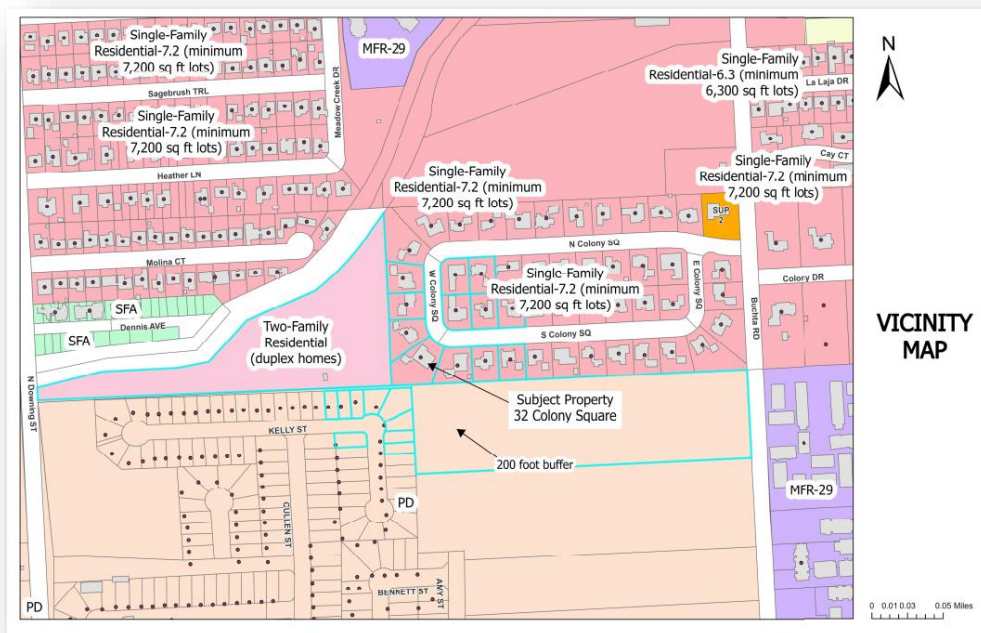 MFR-29
Single-Family
Residential-7.2 (minimum
7,200 sq ft lots)
Sagebrush TRL
Meadow Creek DR
Single-Family
Residential-7.2 (minimum
7,200 sq ft lots)
Heather LN
Molina CT
SFA
Dennis AVE
SFA
N Downing ST
Two-Family
Residential
(duplex homes)
Single-Family
Residential-7.2 (minimum
7,200 sq ft lots)
Single-Family
Residential-6.3 (minimum
6,300 sq ft lots)
La Laja DR
Cay CT
Single-Family
Residential-7.2 (minimum
7,200 sq ft lots)
SUP
2
N Colony SQ
W Colony SQ
Single-Family
Residential-7.2 (minimum
7,200 sq ft lots)
E Colony SQ
S Colony SQ
Colory DR
Buchta RD
Subject Property
32 Colony Square
200 foot buffer
KELLY ST
CULLEN ST
PD
BENNETT ST
AMY ST
PD
MFR-29
N
VICINITY
MAP
0 0.01 0.03 0.05 Miles